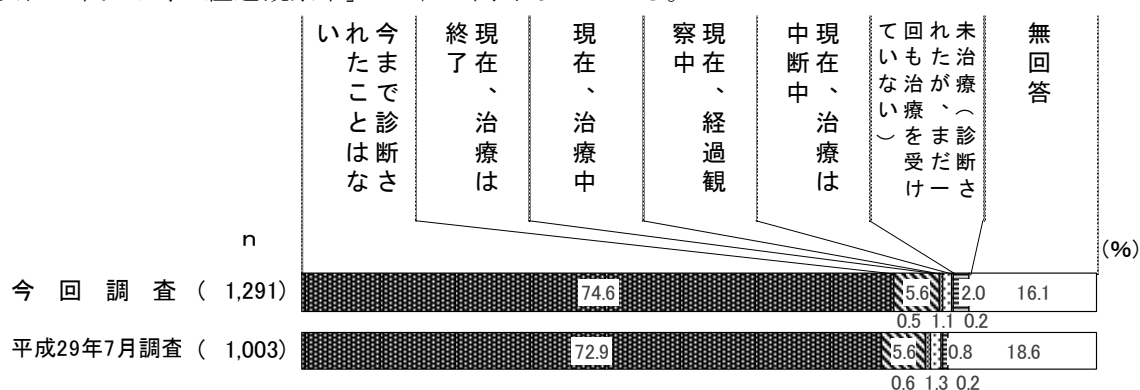 今まで診断さ
れたことはな
い
現在、治療は
終了
現在、治療中
現在、経過観
察中
現在、治療は
中断中
未治療（診断さ
れたが、まだ一
回も治療を受け
ていない）
無回答
n
(%)
今回調査 ( 1,291) 74.6 5.6 2.0 16.1
0.5 1.1 0.2
平成29年7月調査 ( 1,003) 72.9 5.6 0.8 18.6
0.6 1.3 0.2